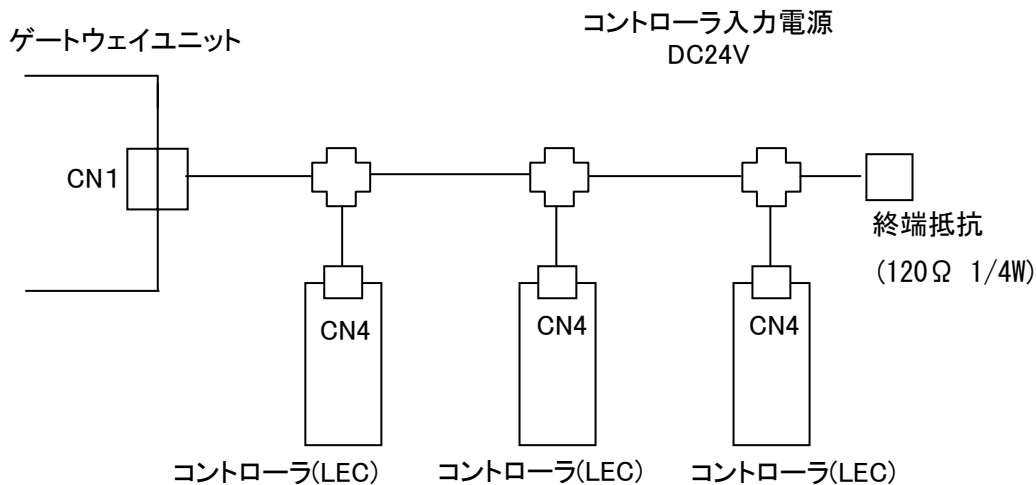 コントローラ入力電源
DC24V
ゲートウェイユニット
CN1
終端抵抗
(120Ω 1/4W)
CN4
CN4
CN4
コントローラ(LEC)
コントローラ(LEC)
コントローラ(LEC)